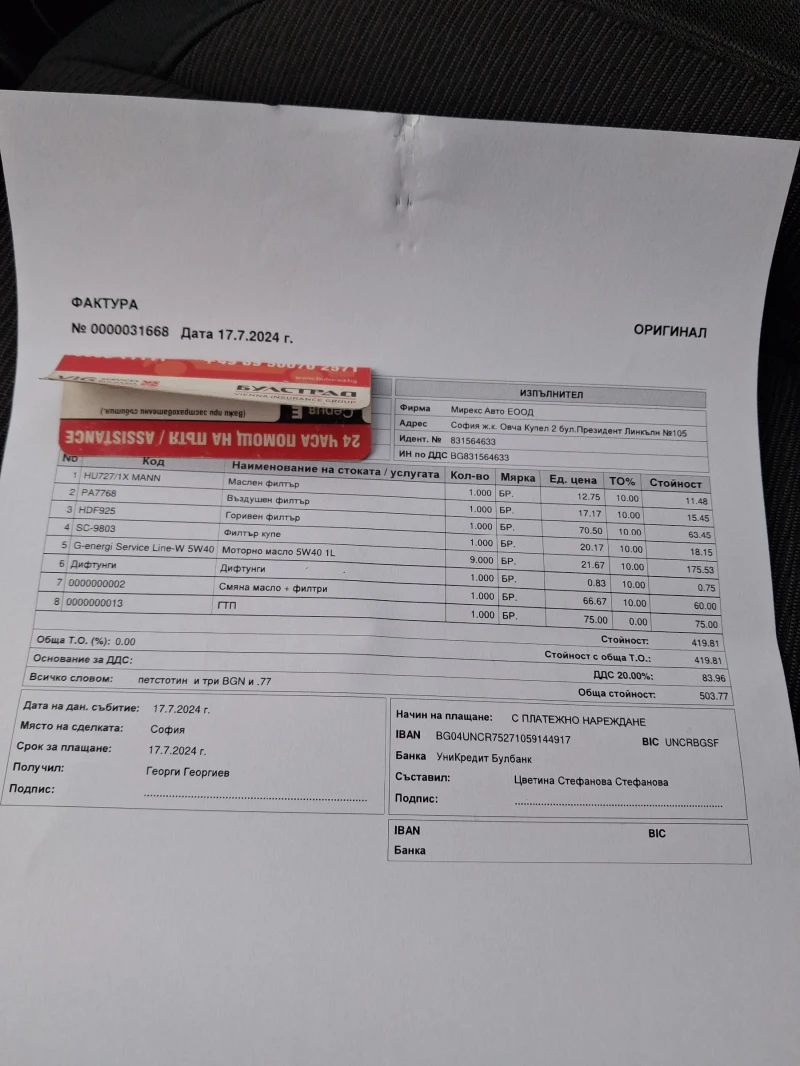 ФАКТУРА
№ 0000031668 Дата 17.7.2024 г.
ОРИГИНАЛ
БУЛСТРАД
VIENNA INSURANCE GROUP
24 ЧАСА ПОМОЩ НА ПЪТЯ / ASSISTANCE
(Важи при застрахователно събитие.)
Серия E
ИЗПЪЛНИТЕЛ
Фирма Мирекс Авто ЕООД
Адрес София ж.к. Овча Купел 2 бул.Президент Линкълн №105
Идент. № 831564633
ИН по ДДС BG831564633
No Код Наименование на стоката / услугата Кол-во Мярка Ед. цена ТО% Стойност
1 HU727/1X MANN Маслен филтър 1.000 БР. 12.75 10.00 11.48
2 PA7768 Въздушен филтър 1.000 БР. 17.17 10.00 15.45
3 HDF925 Горивен филтър 1.000 БР. 70.50 10.00 63.45
4 SC-9803 Филтър купе 1.000 БР. 20.17 10.00 18.15
5 G-energi Service Line-W 5W40 Моторно масло 5W40 1L 9.000 БР. 21.67 10.00 175.53
6 Дифтунги Дифтунги 1.000 БР. 0.83 10.00 0.75
7 0000000002 Смяна масло + филтри 1.000 БР. 66.67 10.00 60.00
8 0000000013 ГТП 1.000 БР. 75.00 0.00 75.00
Обща Т.О. (%): 0.00 Стойност: 419.81
Основание за ДДС: Стойност с обща Т.О.: 419.81
ДДС 20.00%: 83.96
Всичко словом: петстотин и три BGN и .77 Обща стойност: 503.77
Дата на дан. събитие: 17.7.2024 г.
Място на сделката: София
Срок за плащане: 17.7.2024 г.
Получил: Георги Георгиев
Подпис:
Начин на плащане: С ПЛАТЕЖНО НАРЕЖДАНЕ
IBAN BG04UNCR75271059144917 BIC UNCRBGSF
Банка УниКредит Булбанк
Съставил: Цветина Стефанова Стефанова
Подпис:
IBAN BIC
Банка